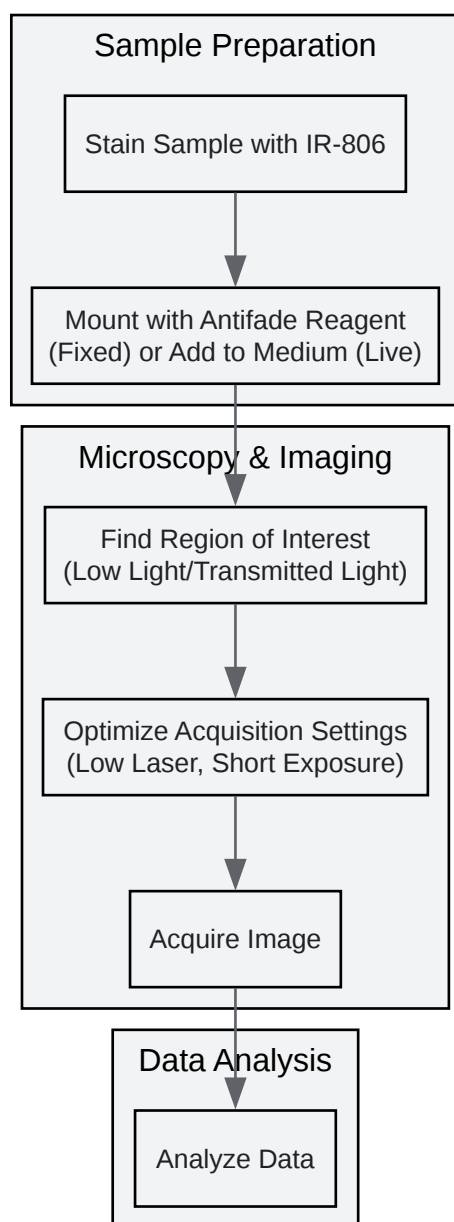 Sample Preparation
Stain Sample with IR-806
Mount with Antifade Reagent
(Fixed) or Add to Medium (Live)
Microscopy & Imaging
Find Region of Interest
(Low Light/Transmitted Light)
Optimize Acquisition Settings
(Low Laser, Short Exposure)
Acquire Image
Data Analysis
Analyze Data